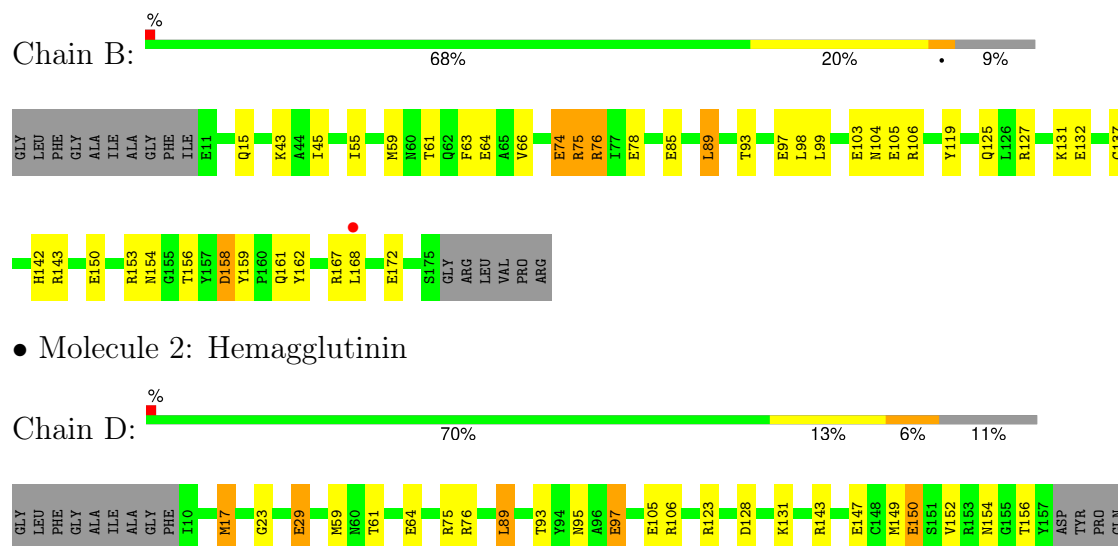 %
Chain B:
68% 20% • 9%
GLY LEU PHE GLY ALA ILE ALA ALA GLY PHE ILE E11 Q15 K43 A44 I45 I55 M59 N60 T61 Q62 F63 E64 A65 V66 E74 R75 R76 I77 E78 E85 L89 T93 E97 L98 L99 E103 N104 E105 R106 Y119 Q125 L126 R127 K131 E132 C137
H142 R143 E150 R153 N154 G155 T156 Y157 D158 Y159 P160 Q161 Y162 R167 L168 E172 S175 GLY ARG LEU VAL PRO ARG
• Molecule 2: Hemagglutinin
%
Chain D:
70% 13% 6% 11%
GLY LEU PHE GLY ALA ILE ALA ALA GLY PHE I10 M17 G23 E29 M59 N60 T61 E64 R75 R76 L89 T93 Y94 N95 A96 E97 E105 R106 R123 D128 K131 R143 E147 C148 M149 E150 S151 V152 R153 N154 G155 T156 Y157 ASP TYR PRO GLN